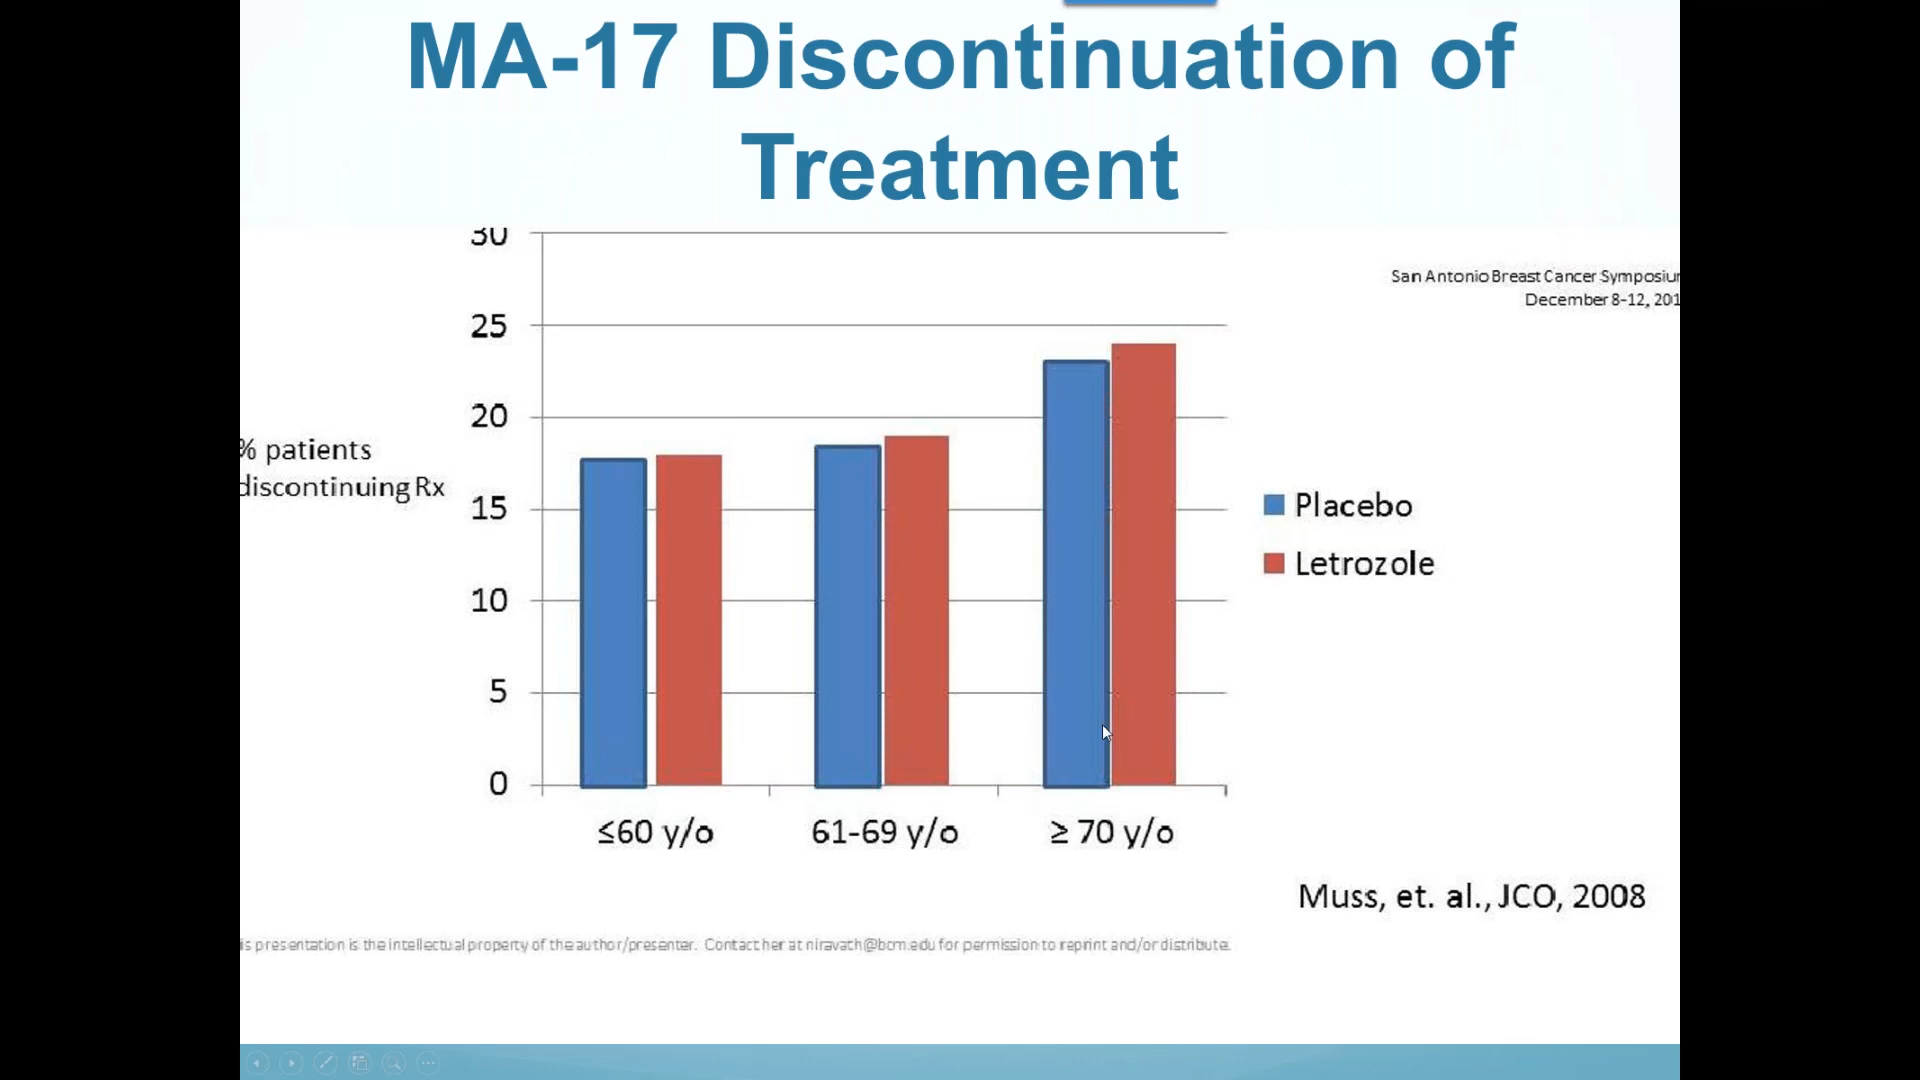 MA-17 Discontinuation of
Treatment
30
San Antonio Breast Cancer Symposiu
December 8-12, 201
25
20
% patients
discontinuing Rx
15
Placebo
Letrozole
10
5
0
≤60 y/o
61-69 y/o
≥ 70 y/o
Muss, et. al., JCO, 2008
is presentation is the intellectual property of the author/presenter. Contact her at niravath@bcm.edu for permission to reprint and/or distribute.